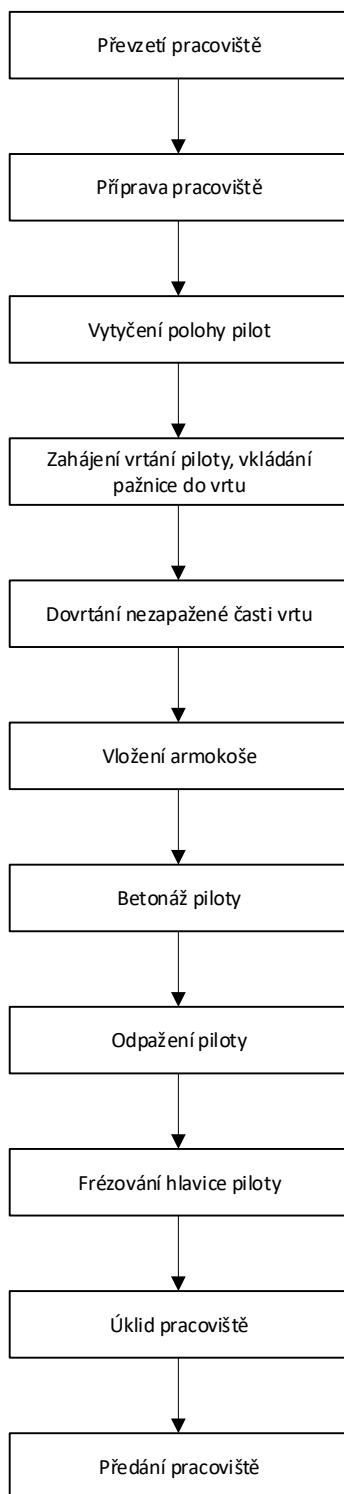 Převzetí pracoviště
Příprava pracoviště
Vytyčení polohy pilot
Zahájení vrtání piloty, vkládání
pažnice do vrtu
Dovrtání nezapažené časti vrtu
Vložení armokoše
Betonáž piloty
Odpažení piloty
Frézování hlavice piloty
Úklid pracoviště
Předání pracoviště